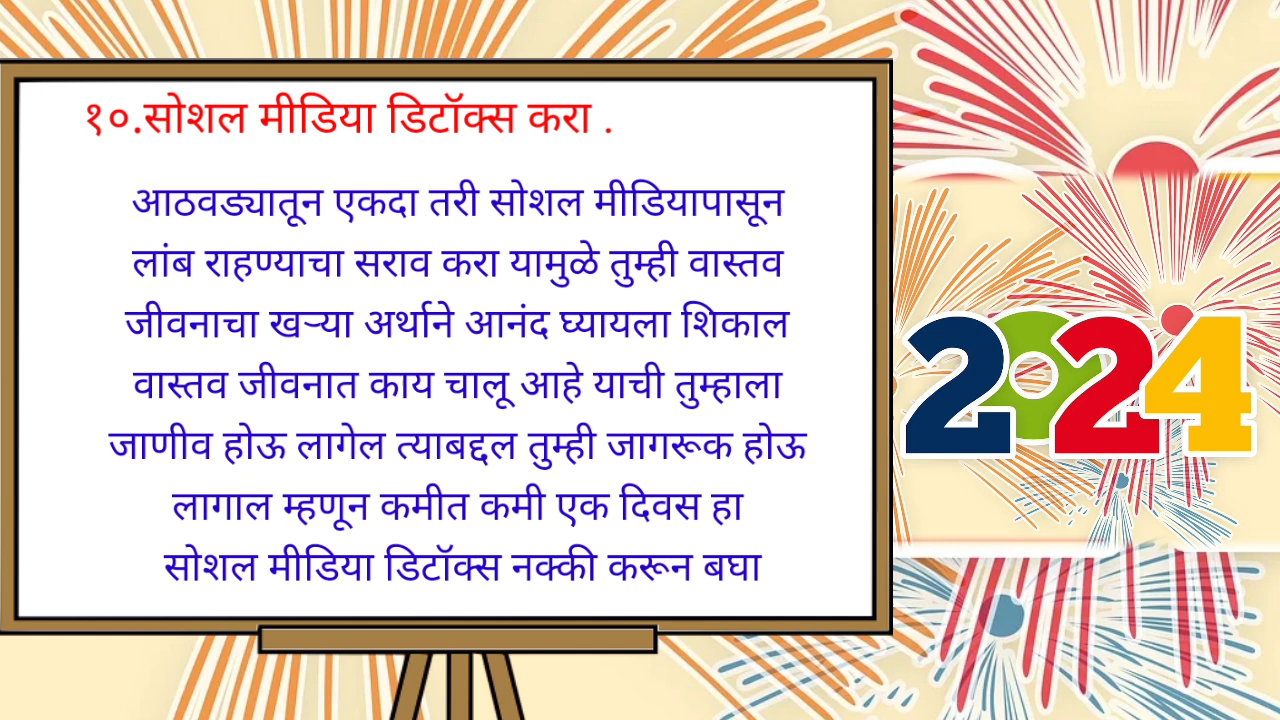 १०.सोशल मीडिया डिटॉक्स करा .
आठवड्यातून एकदा तरी सोशल मीडियापासून
लांब राहण्याचा सराव करा यामुळे तुम्ही वास्तव
जीवनाचा खऱ्या अर्थाने आनंद घ्यायला शिकाल
वास्तव जीवनात काय चालू आहे याची तुम्हाला
जाणीव होऊ लागेल त्याबद्दल तुम्ही जागरूक होऊ
लागाल म्हणून कमीत कमी एक दिवस हा
सोशल मीडिया डिटॉक्स नक्की करून बघा
2024